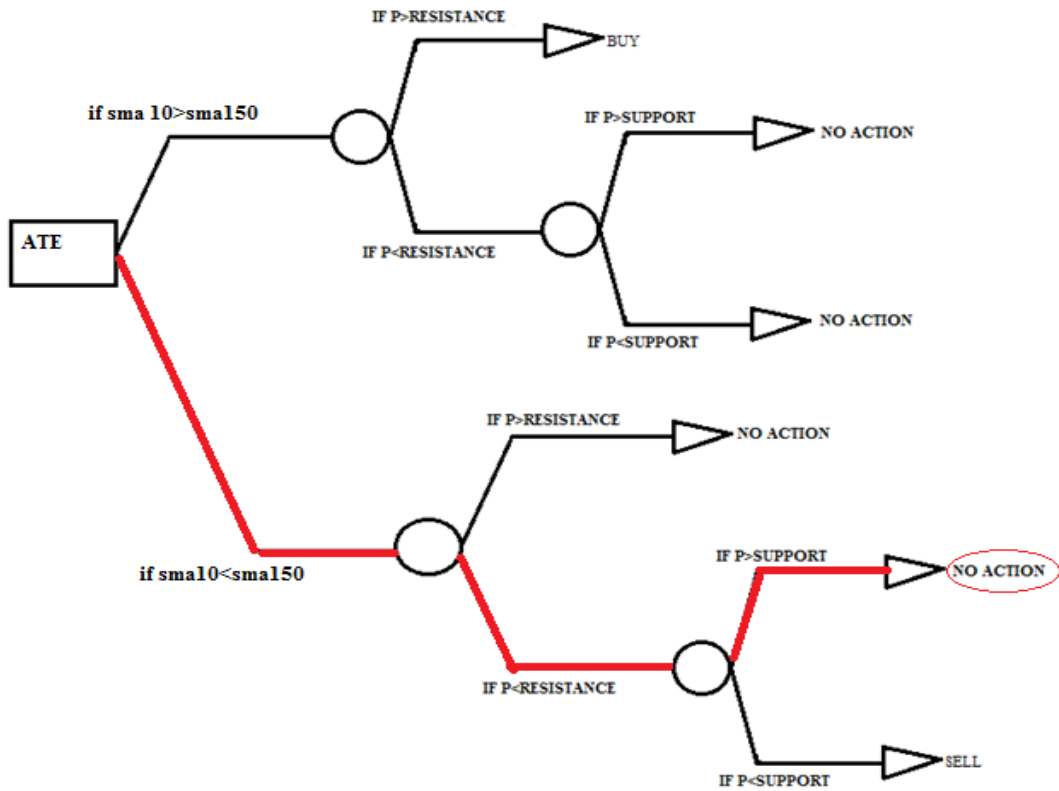 IF P>RESISTANCE
BUY
if sma 10>sma150
IF P>SUPPORT
NO ACTION
ATE
IF P<RESISTANCE
NO ACTION
IF P<SUPPORT
IF P>RESISTANCE
NO ACTION
IF P>SUPPORT
if sma10<sma150
NO ACTION
IF P<RESISTANCE
SELL
IF P<SUPPORT